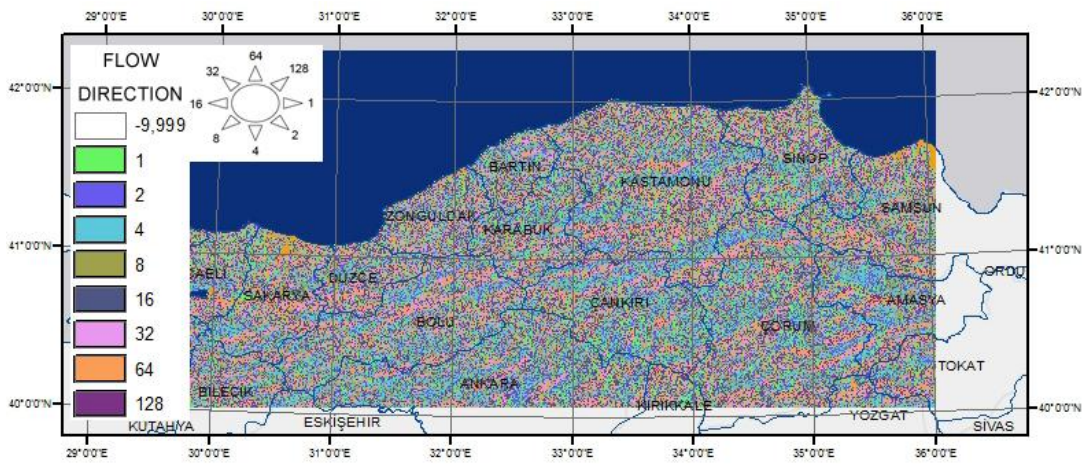 29°0'0"E 30°0'0"E 31°0'0"E 32°0'0"E 33°0'0"E 34°0'0"E 35°0'0"E 36°0'0"E
FLOW
DIRECTION
-9,999
1
2
4
8
16
32
64
128
64
32 128
16 1
8 2
4
42°0'0"N 42°0'0"N
BARTIN SINOP
KASTAMONU
ZONGULDAK SAMSUN
KARABUK
41°0'0"N 41°0'0"N
AELI DUZCE ORDU
SAKARYA ÇANKIRI AMASYA
BOLU ÇORUM
TOKAT
BILECIK ANKARA
40°0'0"N KIRIKKALE 40°0'0"N
KUTAHYA ESKIŞEHIR YOZGAT SIVAS
29°0'0"E 30°0'0"E 31°0'0"E 32°0'0"E 33°0'0"E 34°0'0"E 35°0'0"E 36°0'0"E